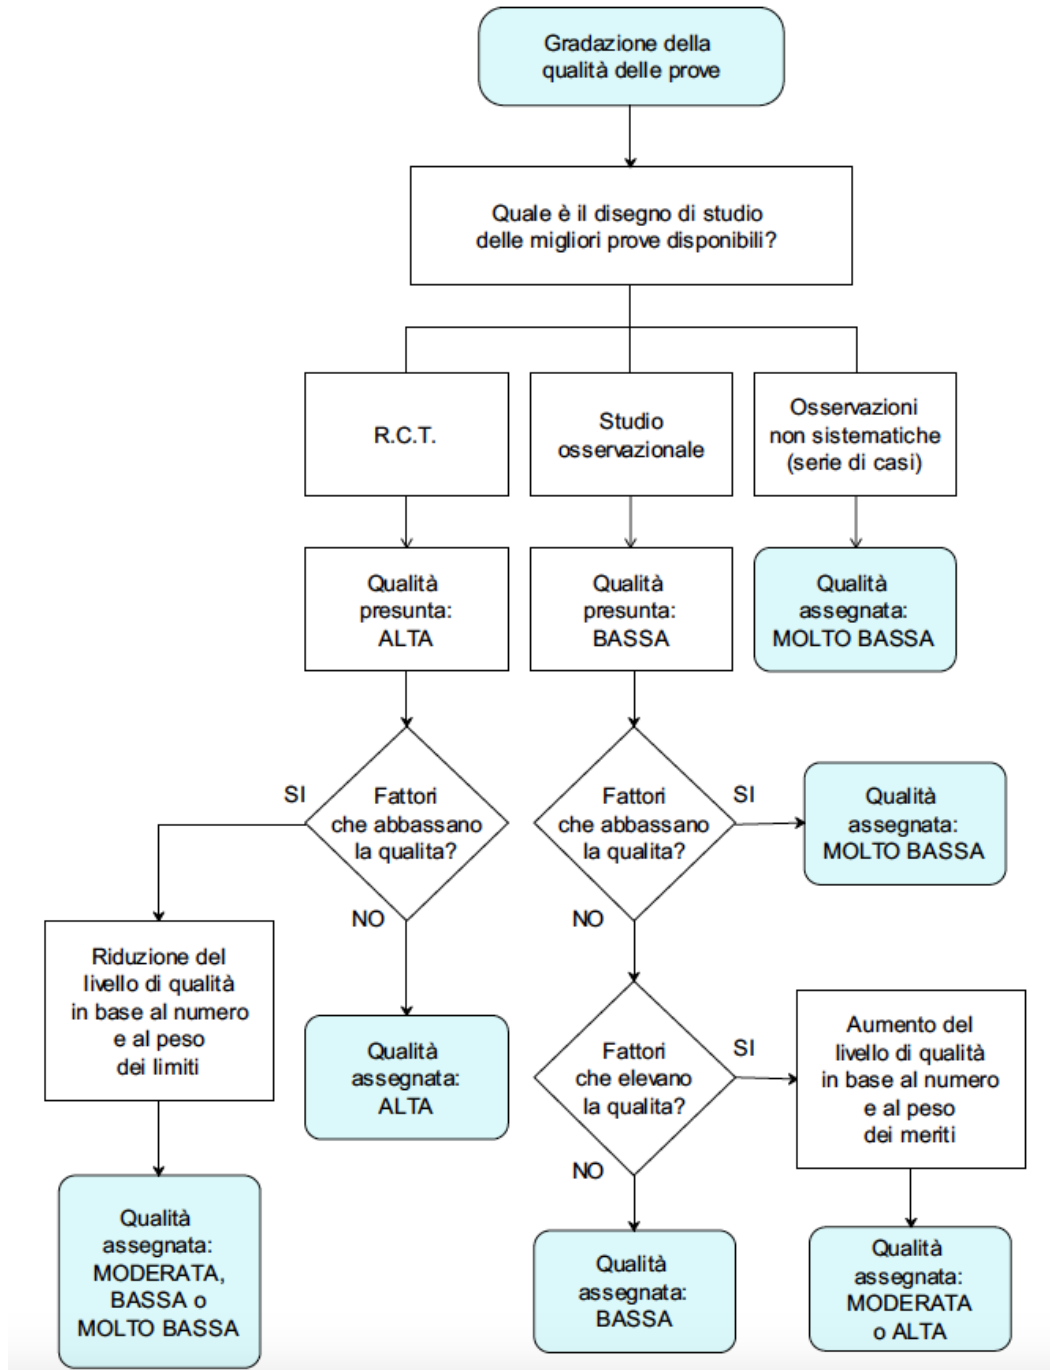 Gradazione della
qualità delle prove
Quale è il disegno di studio
delle migliori prove disponibili?
R.C.T.
Studio
osservazionale
Osservazioni
non sistematiche
(serie di casi)
Qualità
presunta:
ALTA
Qualità
presunta:
BASSA
Qualità
assegnata:
MOLTO BASSA
SI
Fattori
che abbassano
la qualita?
NO
Fattori
che abbassano
la qualita?
SI
NO
Qualità
assegnata:
MOLTO BASSA
Riduzione del
livello di qualità
in base al numero
e al peso
dei limiti
Qualità
assegnata:
ALTA
Fattori
che elevano
la qualita?
SI
NO
Aumento del
livello di qualità
in base al numero
e al peso
dei meriti
Qualità
assegnata:
MODERATA,
BASSA o
MOLTO BASSA
Qualità
assegnata:
BASSA
Qualità
assegnata:
MODERATA
o ALTA